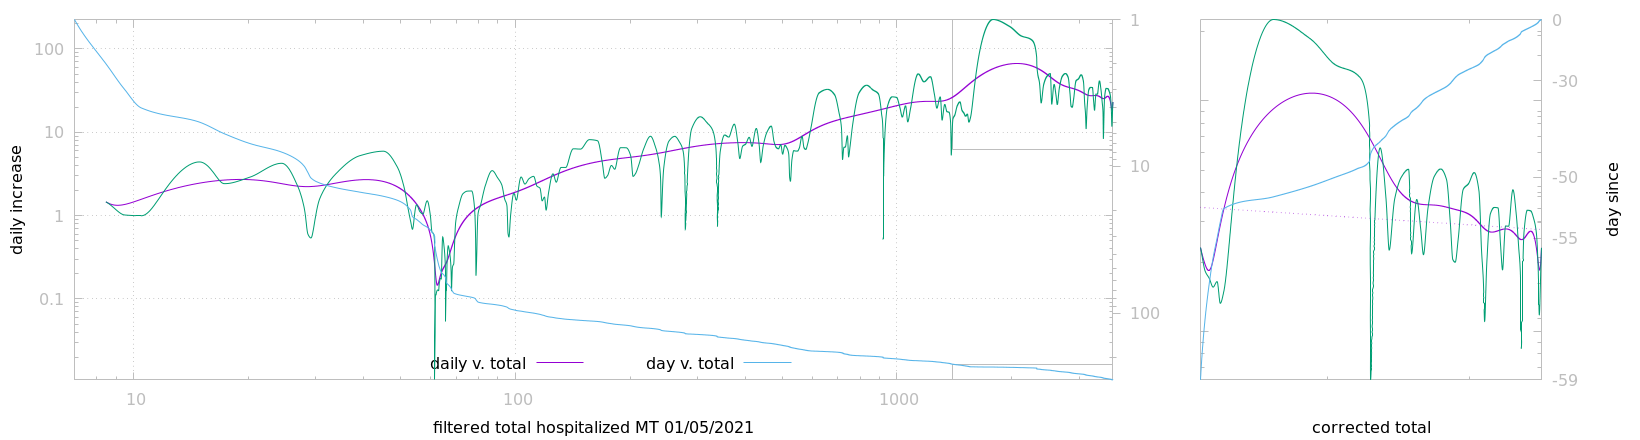 daily increase
100
10
1
0.1
10
100
1000
1
10
100
daily v. total
day v. total
filtered total hospitalized MT 01/05/2021
0
-30
-50
-55
-59
day since
corrected total